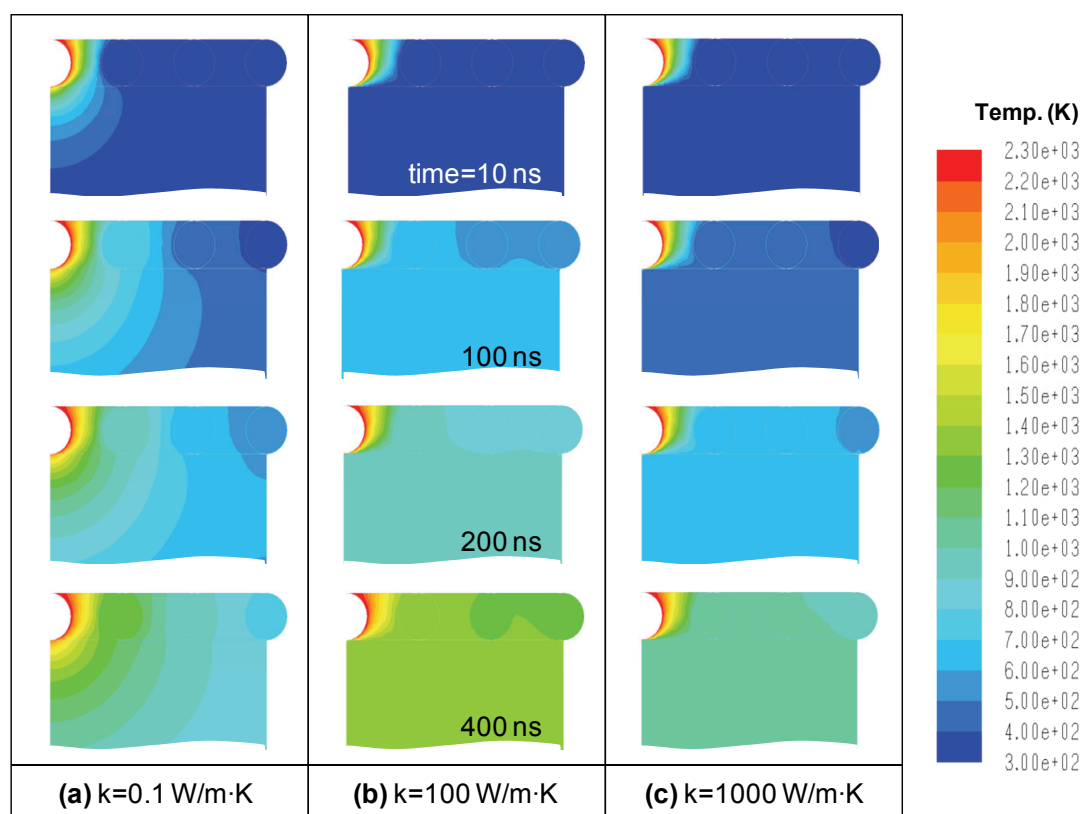 time=10 ns
100 ns
200 ns
400 ns
(a) k=0.1 W/m·K
(b) k=100 W/m·K
(c) k=1000 W/m·K
Temp. (K)
2.30e+03
2.20e+03
2.10e+03
2.00e+03
1.90e+03
1.80e+03
1.70e+03
1.60e+03
1.50e+03
1.40e+03
1.30e+03
1.20e+03
1.10e+03
1.00e+03
9.00e+02
8.00e+02
7.00e+02
6.00e+02
5.00e+02
4.00e+02
3.00e+02